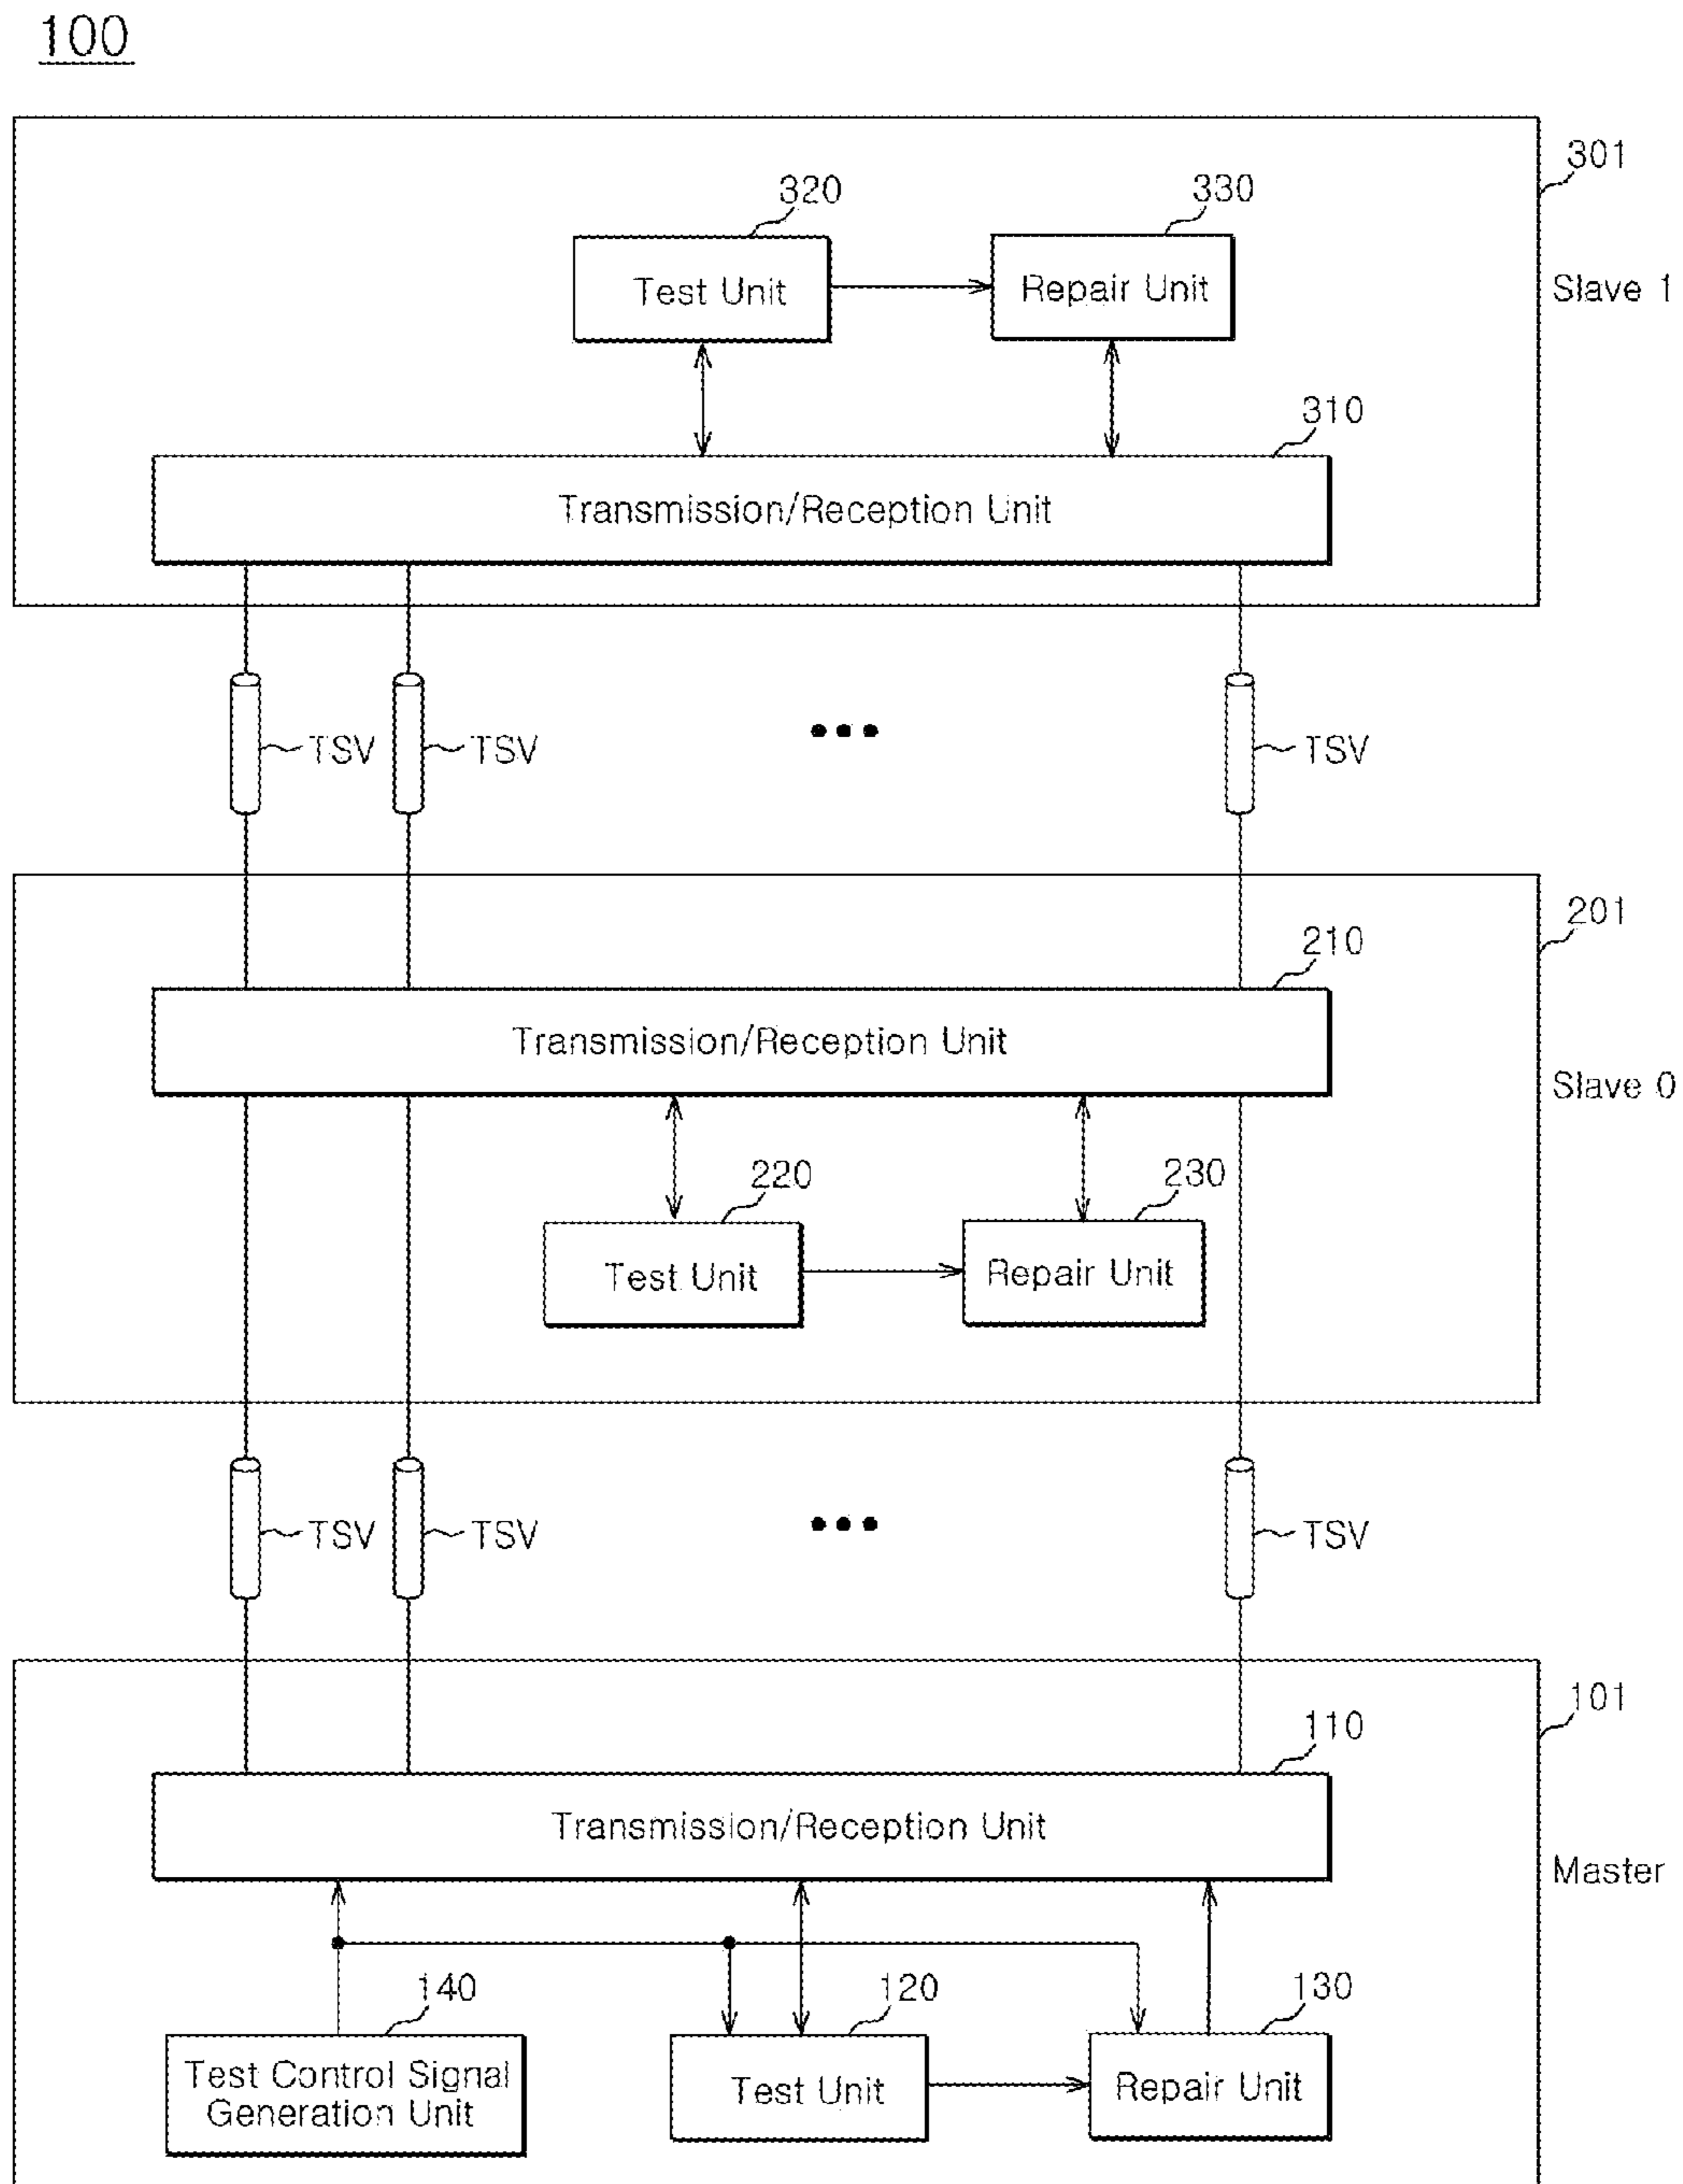 100
301
320
330
Test Unit
Repair Unit
Slave 1
310
Transmission/Reception Unit
TSV
TSV
TSV
201
210
Transmission/Reception Unit
Slave 0
220
230
Test Unit
Repair Unit
TSV
TSV
TSV
101
110
Transmission/Reception Unit
Master
140
120
130
Test Control Signal
Generation Unit
Test Unit
Repair Unit